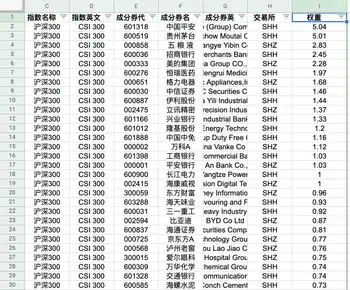 C D E F G H I
1 指数名称 指数英文 成分券代 成分券名 成分券英 交易所 权重
2 沪深300 CSI 300 601318 中国平安 (Group) Com SHH 5.04
3 沪深300 CSI 300 600519 贵州茅台 chow Moutai SHH 5.01
4 沪深300 CSI 300 000858 五 粮 液 ngye Yibin C SHZ 2.83
5 沪深300 CSI 300 600036 招商银行 Merchants Ban SHH 2.45
6 沪深300 CSI 300 000333 美的集团 Group CO., SHZ 2.28
7 沪深300 CSI 300 600276 恒瑞医药 lengrui Medici SHH 1.97
8 沪深300 CSI 300 000651 格力电器 Appliances, SHZ 1.68
9 沪深300 CSI 300 600030 中信证券 C Securities C SHH 1.46
10 沪深300 CSI 300 600887 伊利股份 Yili Industrial SHH 1.44
11 沪深300 CSI 300 002475 立讯精密 recision Indust SHZ 1.37
12 沪深300 CSI 300 601166 兴业银行 ndustrial Bank SHH 1.33
13 沪深300 CSI 300 601012 隆基股份 Energy Techno SHH 1.2
14 沪深300 CSI 300 601888 中国中免 up Duty Free SHH 1.16
15 沪深300 CSI 300 000002 万科A na Vanke Co SHZ 1.12
16 沪深300 CSI 300 601398 工商银行 ommercial SHH 1.03
17 沪深300 CSI 300 000001 平安银行 An Bank Co., SHZ 1.03
18 沪深300 CSI 300 600900 长江电力 Yangtze Power SHH 1
19 沪深300 CSI 300 002415 海康威视 sion Digital Te SHZ 1
20 沪深300 CSI 300 300059 东方财富 ney Informatio SHZ 0.96
21 沪深300 CSI 300 603288 海天味业 vouring and F SHH 0.93
22 沪深300 CSI 300 600031 三一重工 eavy Industry SHH 0.92
23 沪深300 CSI 300 002594 比亚迪 BYD Co Ltd SHZ 0.87
24 沪深300 CSI 300 600837 海通证券 curities Comp SHH 0.81
25 沪深300 CSI 300 000725 京东方A chnology Grou SHZ 0.77
26 沪深300 CSI 300 000568 泸州老窖 ou Lao Jiao C SHZ 0.76
27 沪深300 CSI 300 300015 爱尔眼科 Hospital Grou SHZ 0.75
28 沪深300 CSI 300 600309 万华化学 hemical Grou SHH 0.74
29 沪深300 CSI 300 601328 交通银行 ommunication SHH 0.74
30 沪深300 CSI 300 600585 海螺水泥 Conch Cement SHH 0.73